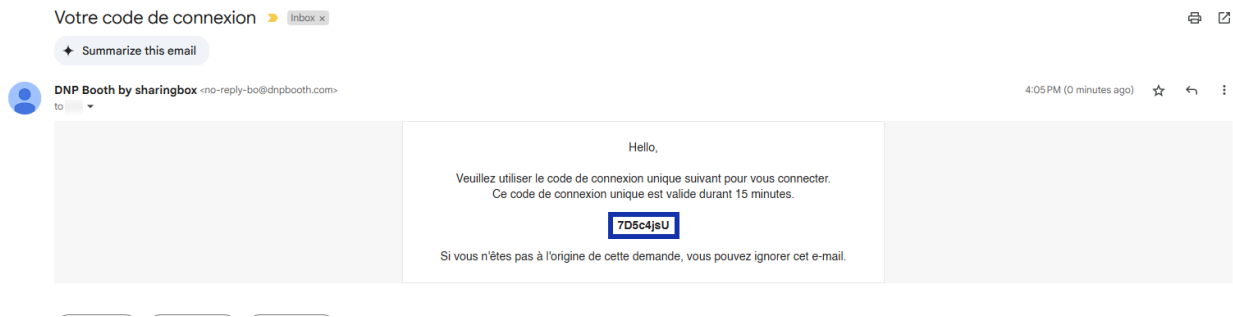 Votre code de connexion Inbox ×
Summarize this email
DNP Booth by sharingbox <no-reply-bo@dnpbooth.com>
4:05 PM (0 minutes ago)
to
Hello,
Veuillez utiliser le code de connexion unique suivant pour vous connecter.
Ce code de connexion unique est valide durant 15 minutes.
7D5c4jsU
Si vous n'êtes pas à l'origine de cette demande, vous pouvez ignorer cet e-mail.